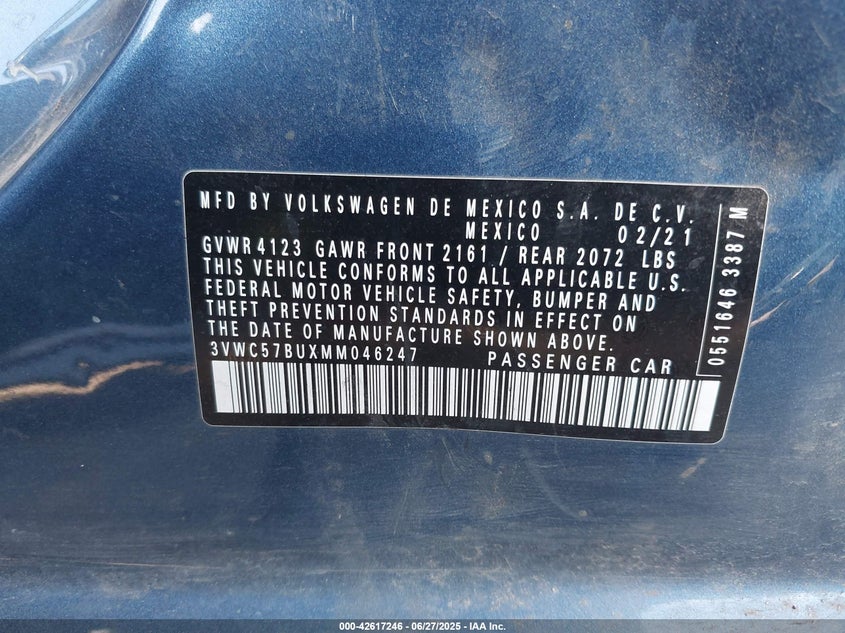 MFD BY VOLKSWAGEN DE MEXICO S.A. DE C.V.
MEXICO 02/21
GVWR 4123 GAWR FRONT 2161 / REAR 2072 LBS
THIS VEHICLE CONFORMS TO ALL APPLICABLE U.S.
FEDERAL MOTOR VEHICLE SAFETY, BUMPER AND
THEFT PREVENTION STANDARDS IN EFFECT ON
THE DATE OF MANUFACTURE SHOWN ABOVE.
3VWC57BUXMM046247 PASSENGER CAR
0551646 3387 M
000-42617246 - 06/27/2025 - IAA Inc.